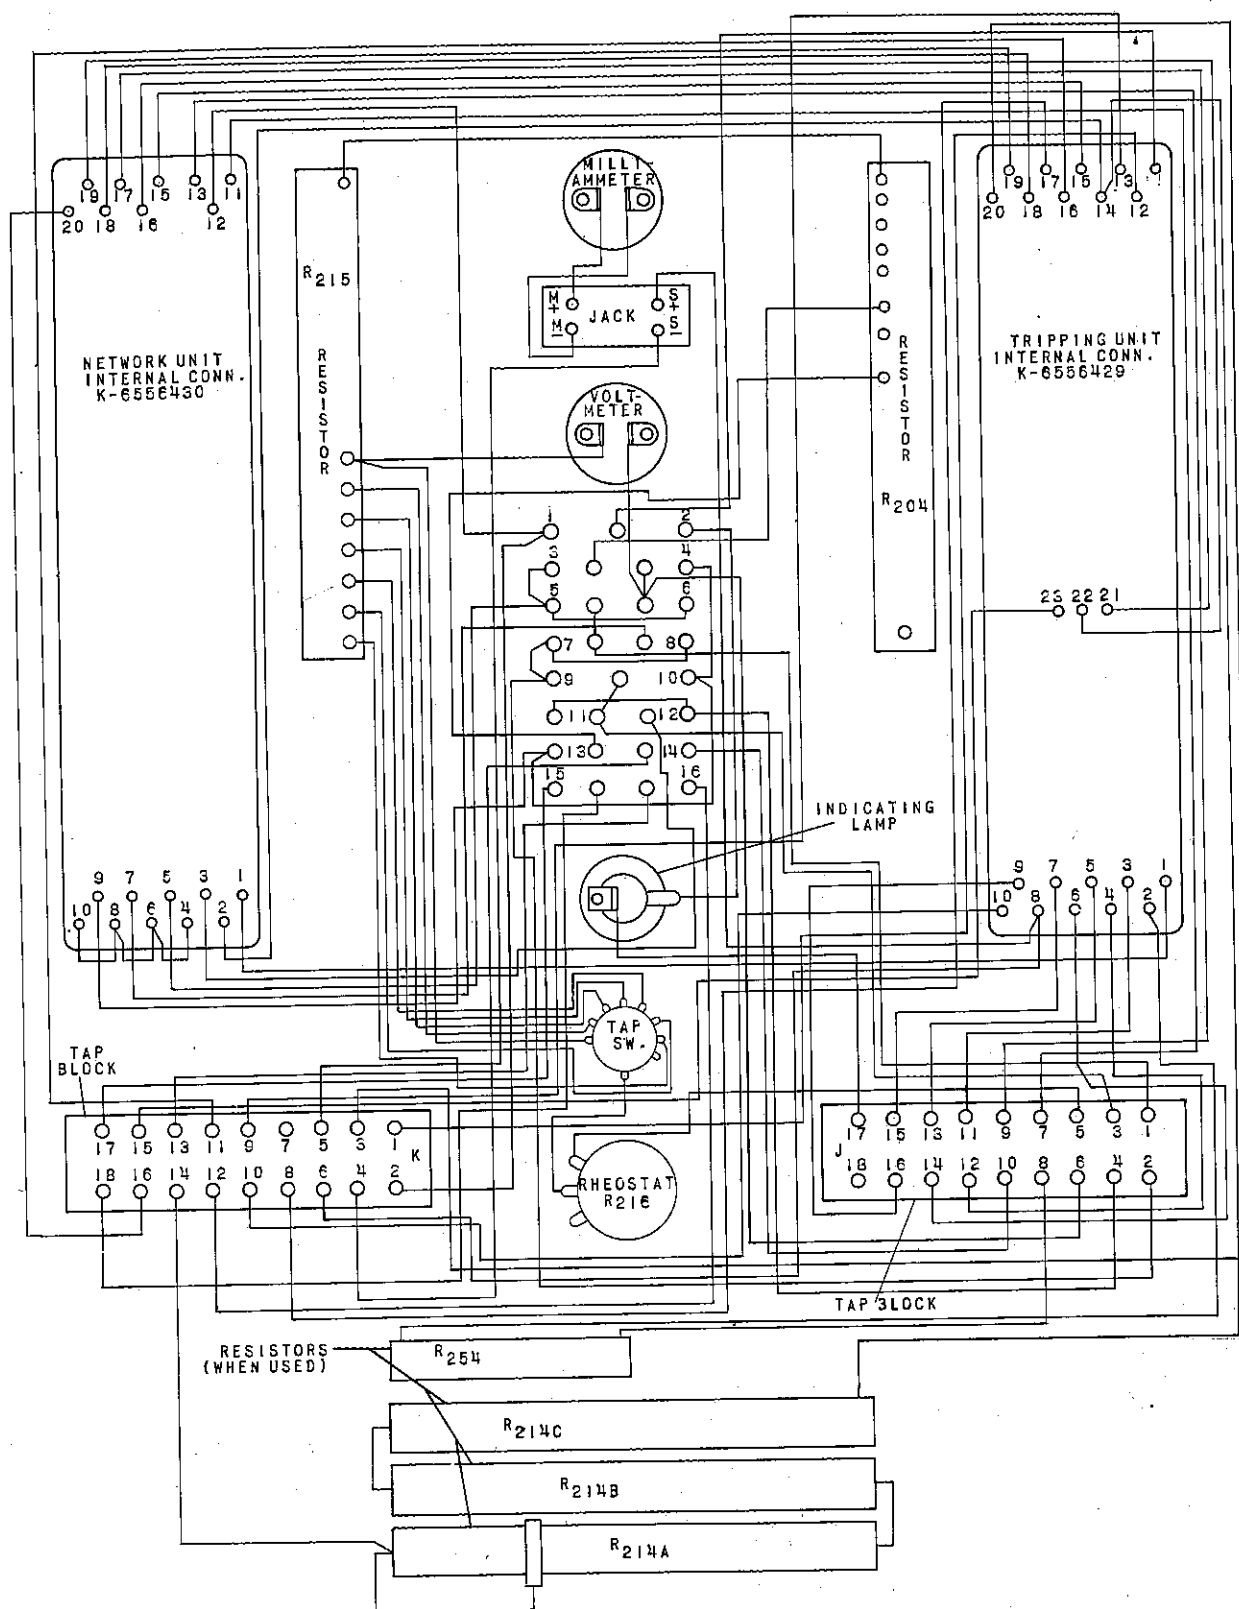 19 17 15 13 11
20 18 16 12
MILLI-
AMMETER
19 17 15 13
20 18 16 14 12
R215
RESISTOR
M
+
S
+
JACK
M
-
S
-
NETWORK UNIT
INTERNAL CONN.
K-6556430
TRIPPING UNIT
INTERNAL CONN.
K-6556429
RESISTOR
R204
VOLT-
METER
1 2
3 4
5 6
23 22 21
7 8
9 10
11 12
13 14
15 16
INDICATING
LAMP
9 7 5 3 1
10 8 6 4 2
9 7 5 3 1
10 8 6 4 2
TAP
SW.
TAP
BLOCK
17 15 13 11 9 7 5 3 1
K
18 16 14 12 10 8 6 4 2
17 15 13 11 9 7 5 3 1
J
18 16 14 12 10 8 6 4 2
RHEOSTAT
R216
TAP 3LOCK
RESISTORS
(WHEN USED)
R254
R214C
R214B
R214A